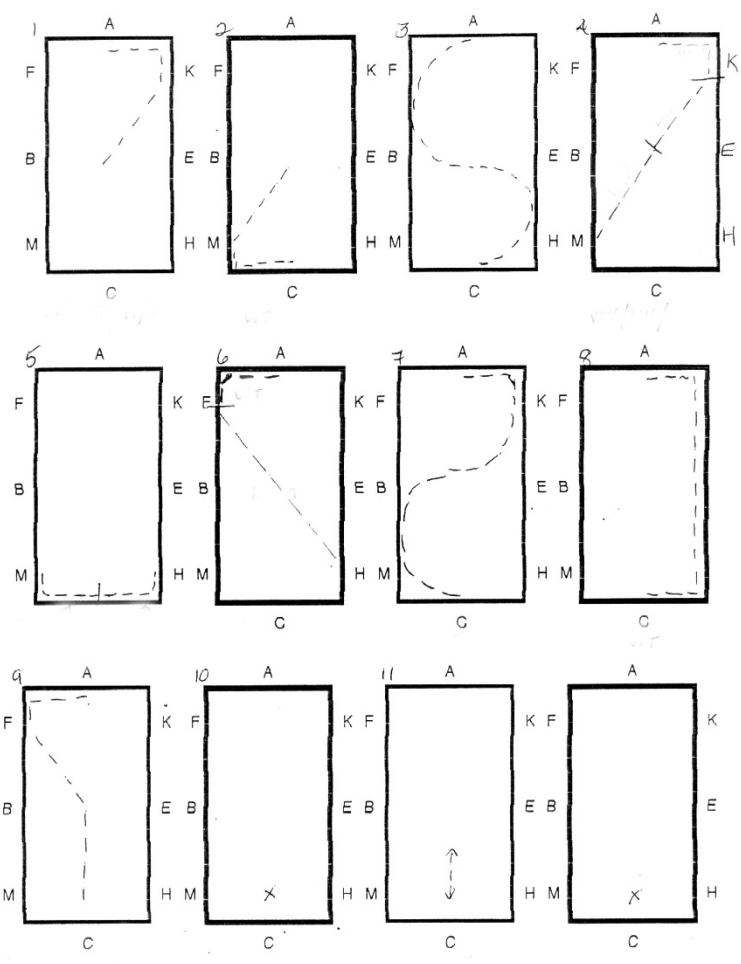 1 A 2 A 3 A 4 A
F K F K F K F K
B E B E B E B E
M H M H M H M H
C C C C
5 A 6 A 7 A 8 A
F K F K F K F
B E B E B E B
M H M H M H M
C C C
9 A 10 A 11 A A
F K F K F K F K
B E B E B E B E
M H M H M H M H
C C C C